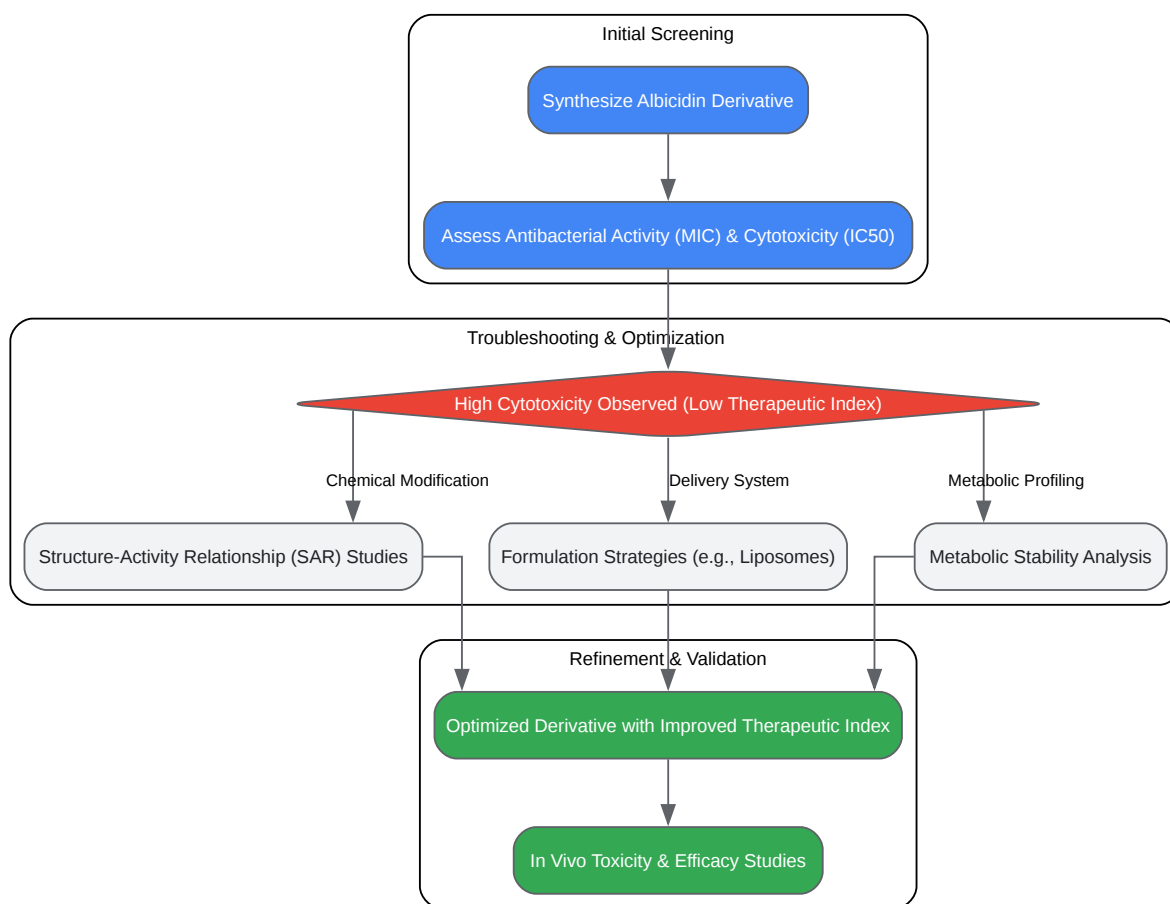 Initial Screening
Synthesize Albicidin Derivative
Assess Antibacterial Activity (MIC) & Cytotoxicity (IC50)
Troubleshooting & Optimization
High Cytotoxicity Observed (Low Therapeutic Index)
Chemical Modification
Delivery System
Metabolic Profiling
Structure-Activity Relationship (SAR) Studies
Formulation Strategies (e.g., Liposomes)
Metabolic Stability Analysis
Refinement & Validation
Optimized Derivative with Improved Therapeutic Index
In Vivo Toxicity & Efficacy Studies